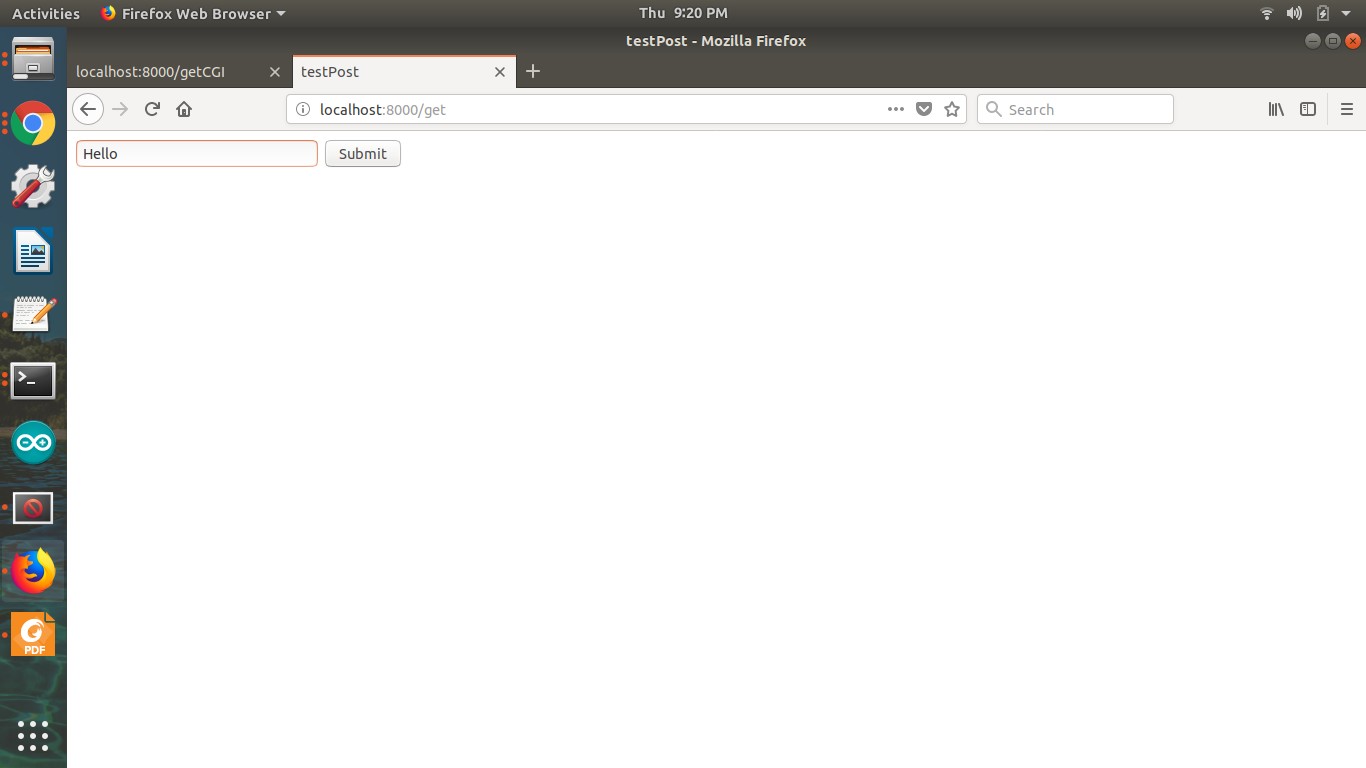 Activities Firefox Web Browser Thu 9:20 PM
testPost - Mozilla Firefox
localhost:8000/getCGI testPost
localhost:8000/get Search
Hello Submit
PDF